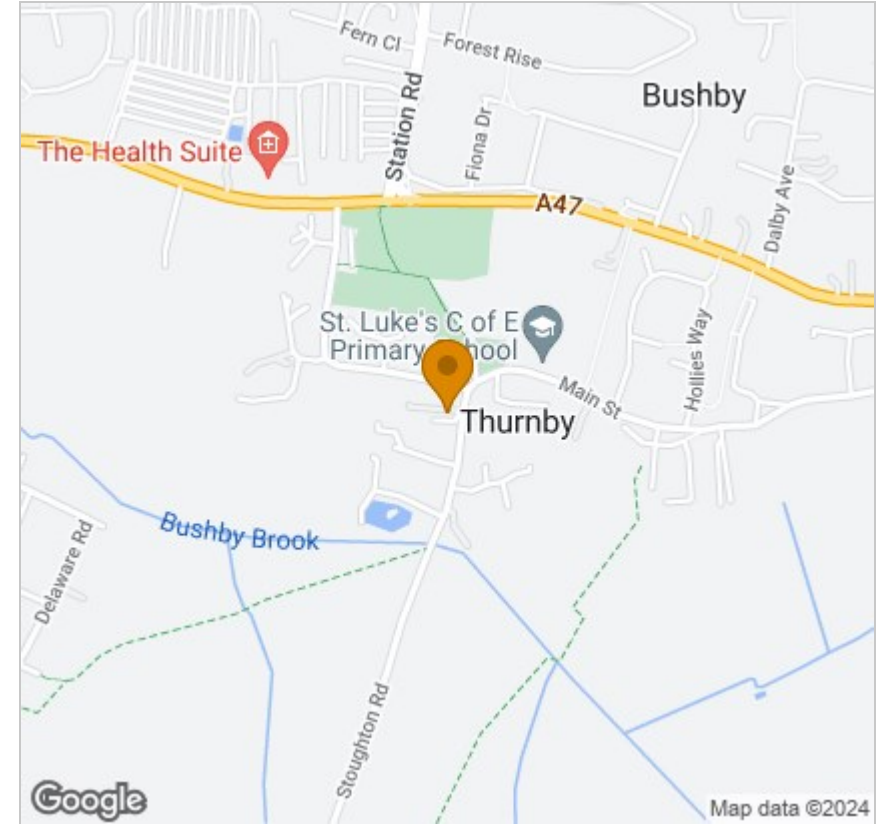 Fern Cl
Forest Rise
Bushby
Station Rd
Fiona Dr
The Health Suite
A47
Dalby Ave
St. Luke's C of E
Primary School
Hollies Way
Main St
Thurnby
Bushby Brook
Delaware Rd
Stoughton Rd
Google
Map data ©2024